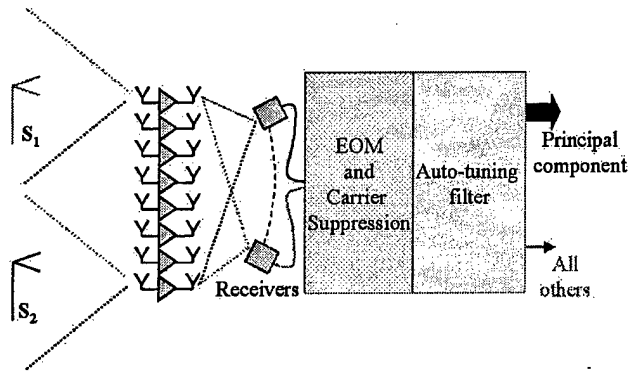 S1
S2
Receivers
EOM
and
Carrier
Suppression
Auto-tuning
filter
Principal
component
All
others